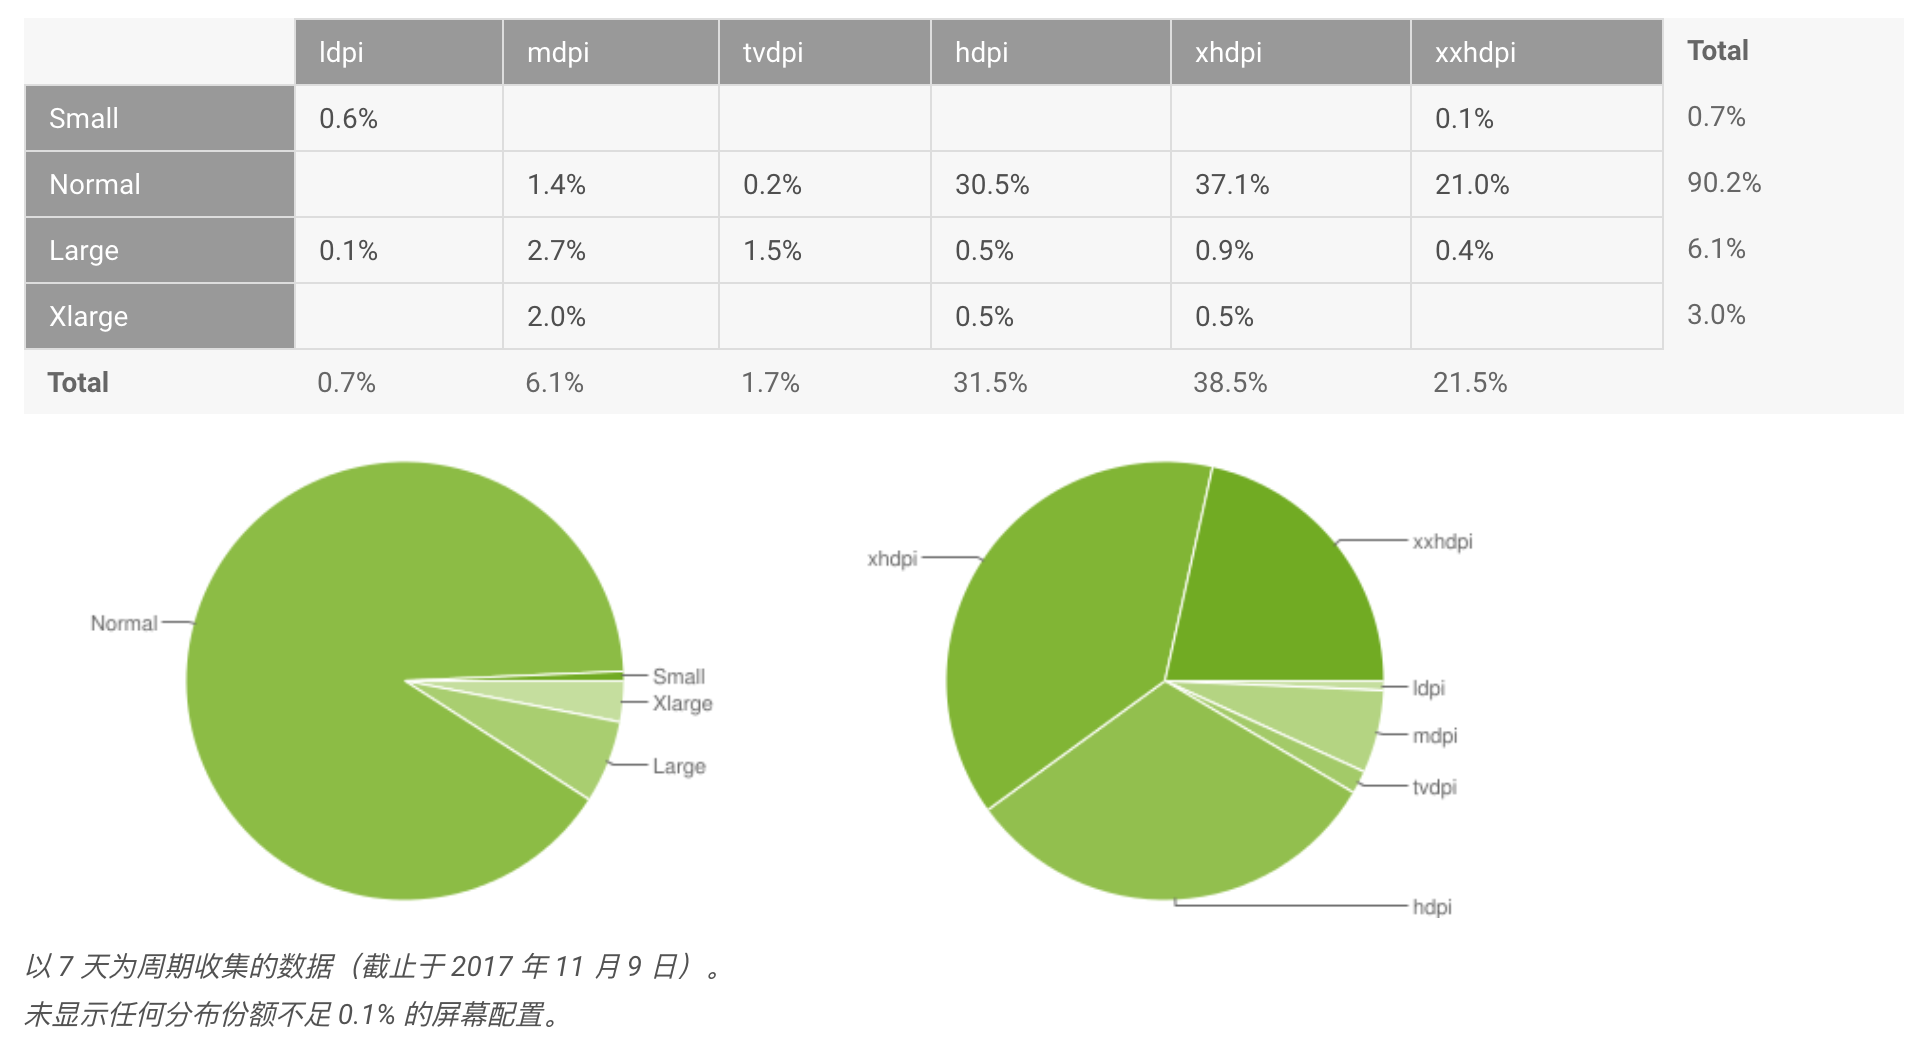 ldpi mdpi tvdpi hdpi xhdpi xxhdpi Total
Small 0.6% 0.1% 0.7%
Normal 1.4% 0.2% 30.5% 37.1% 21.0% 90.2%
Large 0.1% 2.7% 1.5% 0.5% 0.9% 0.4% 6.1%
Xlarge 2.0% 0.5% 0.5% 3.0%
Total 0.7% 6.1% 1.7% 31.5% 38.5% 21.5%
Normal
Small
Xlarge
Large
xhdpi
xxhdpi
ldpi
mdpi
tvdpi
hdpi
以 7 天为周期收集的数据（截止于 2017 年 11 月 9 日）。
未显示任何分布份额不足 0.1% 的屏幕配置。